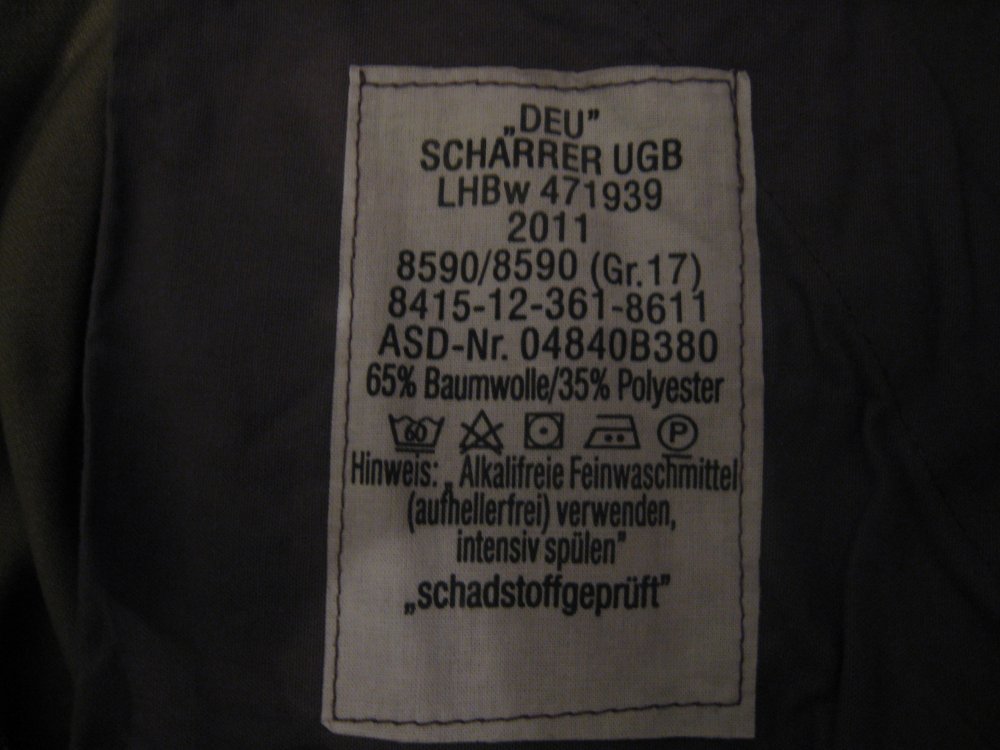 „DEU”
SCHARRER UGB
LHBw 471939
2011
8590/8590 (Gr.17)
8415-12-361-8611
ASD-Nr. 04840B380
65% Baumwolle/35% Polyester
60 P
Hinweis: „ Alkalifreie Feinwaschmittel
(aufhellerfrei) verwenden,
intensiv spülen"
„schadstoffgeprüft"